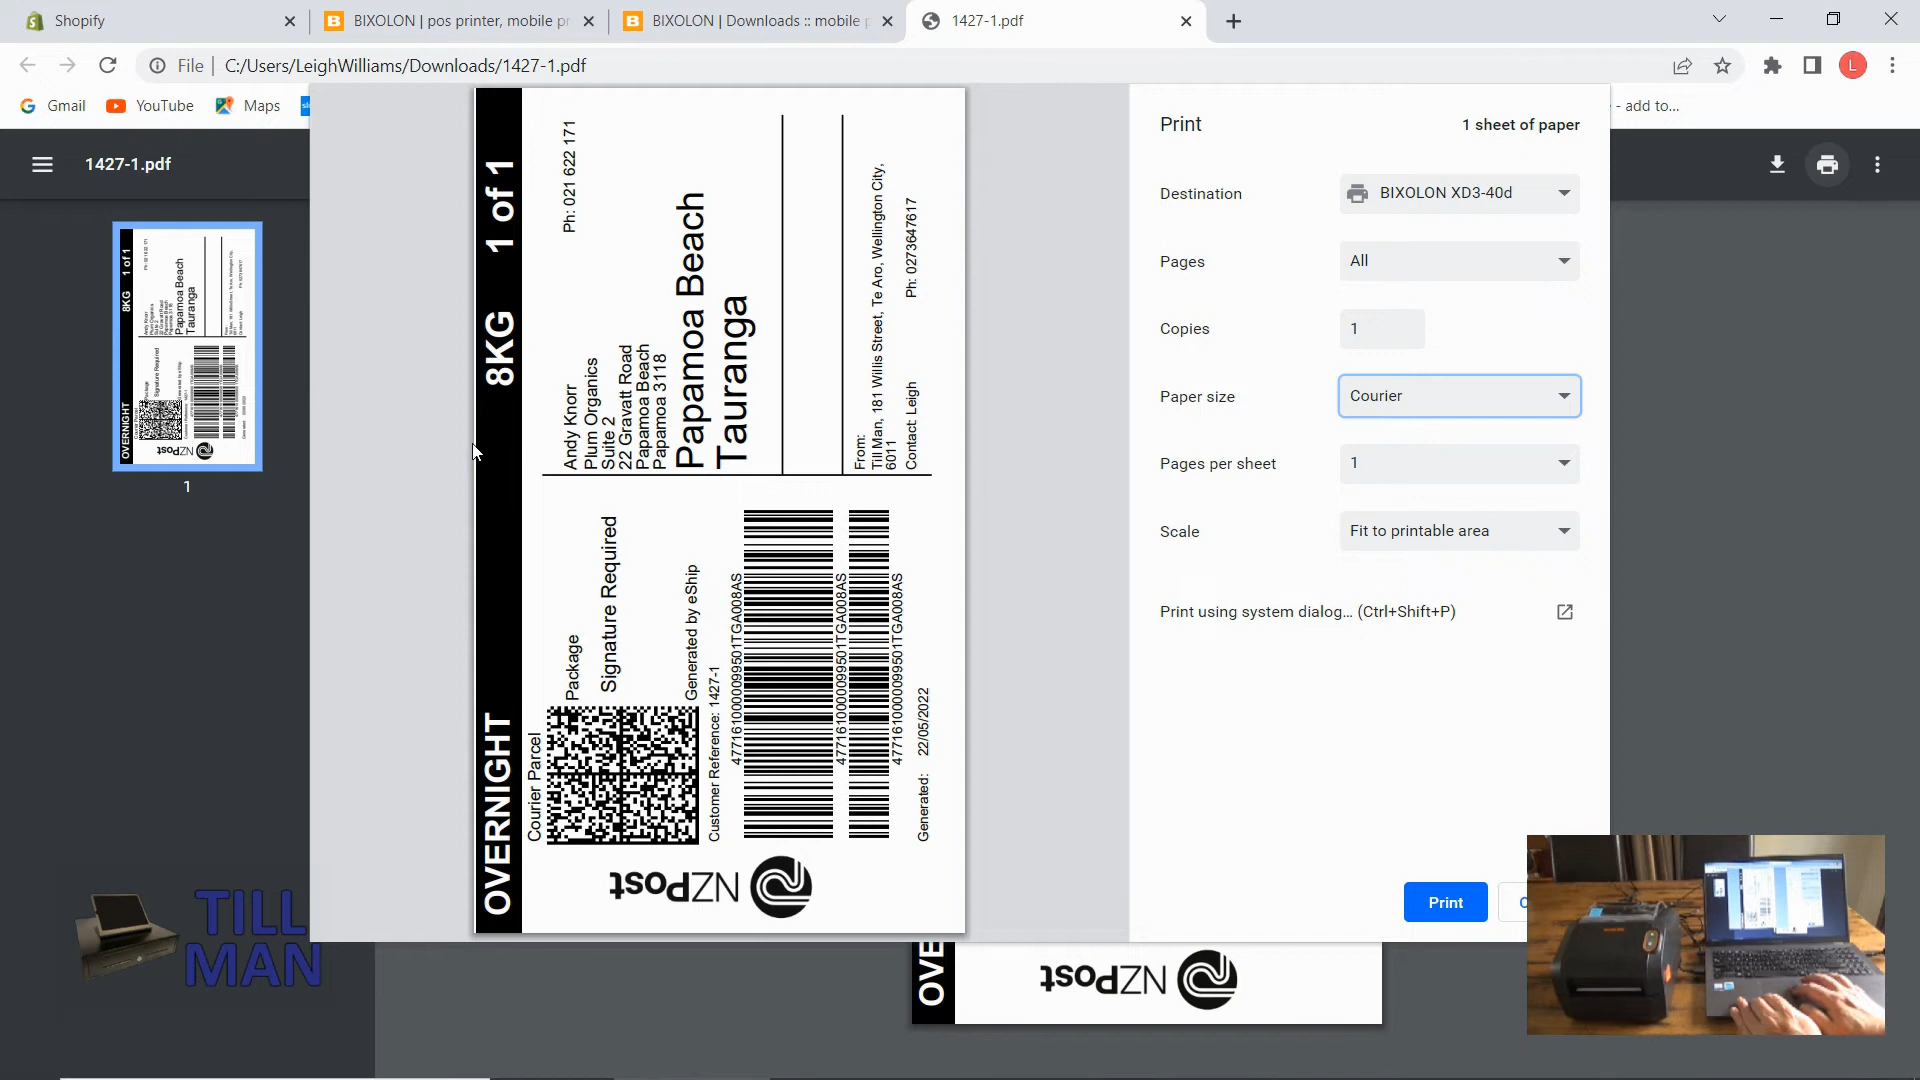 Shopify
BIXOLON | pos printer, mobile pr
BIXOLON | Downloads :: mobile p
1427-1.pdf
File | C:/Users/LeighWilliams/Downloads/1427-1.pdf
L
Gmail
YouTube
Maps
- add to...
1427-1.pdf
1
OVERNIGHT 8KG 1 of 1
Courier Parcel
Package
Signature Required
Generated by eShip
Customer Reference: 1427-1
4771610000099501TGA008AS
4771610000099501TGA008AS
4771610000099501TGA008AS
Generated: 22/05/2022
NZPost
Ph: 021 622 171
Andy Knorr
Plum Organics
Suite 2
22 Gravatt Road
Papamoa Beach
Papamoa 3118
Papamoa Beach
Tauranga
From:
Till Man, 181 Willis Street, Te Aro, Wellington City,
6011
Contact: Leigh Ph: 0273647617
Print
1 sheet of paper
Destination
BIXOLON XD3-40d
Pages
All
Copies
1
Paper size
Courier
Pages per sheet
1
Scale
Fit to printable area
Print using system dialog... (Ctrl+Shift+P)
Print
OVE
NZPost
TILL
MAN